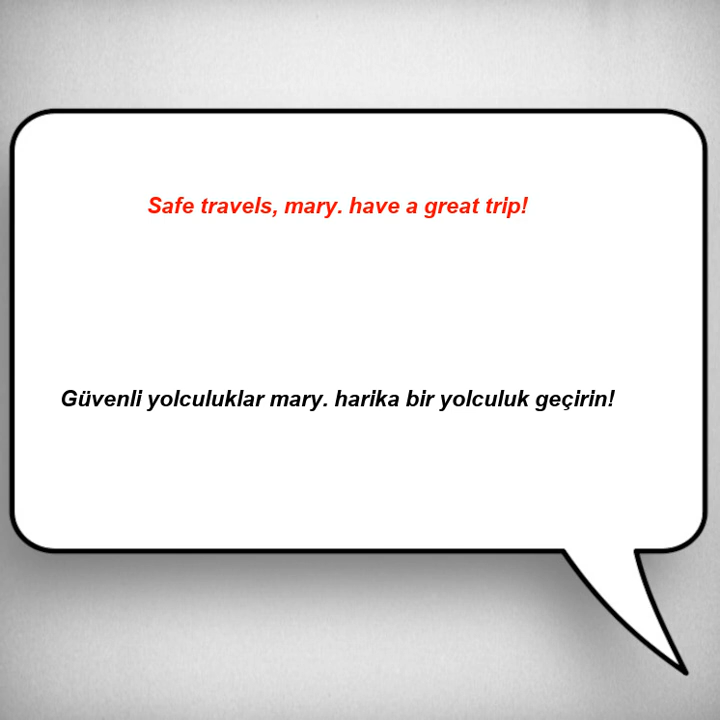 Safe travels, mary. have a great trip!
Güvenli yolculuklar mary. harika bir yolculuk geçirin!